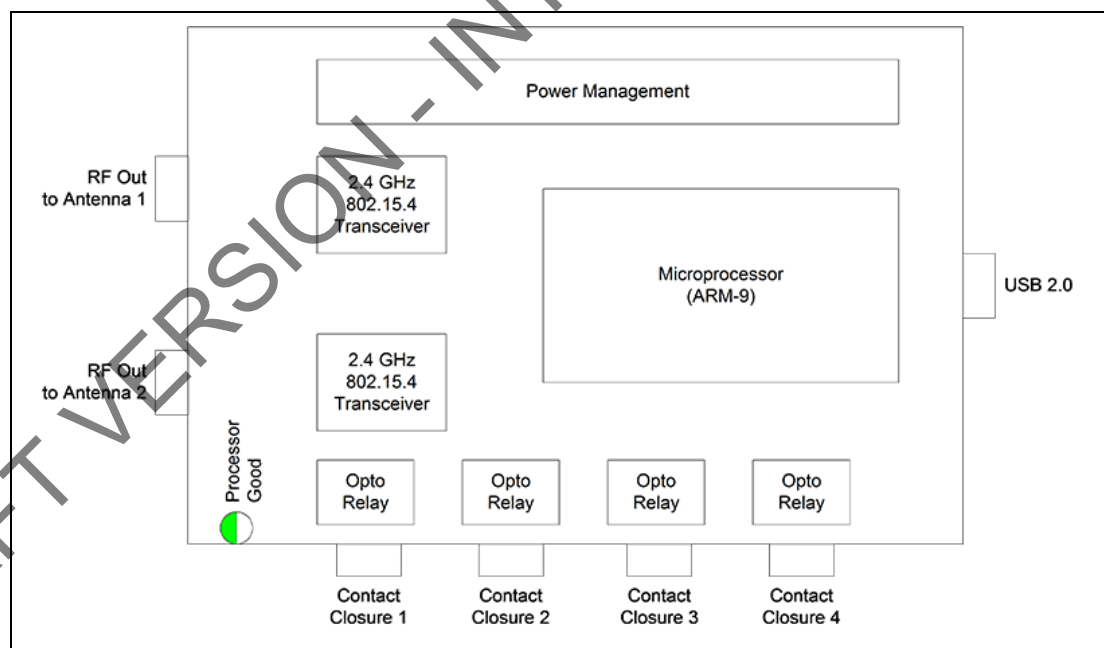 Power Management
RF Out
to Antenna 1
2.4 GHz
802.15.4
Transceiver
Microprocessor
(ARM-9)
USB 2.0
RF Out
to Antenna 2
2.4 GHz
802.15.4
Transceiver
Processor
Good
Opto
Relay
Opto
Relay
Opto
Relay
Opto
Relay
Contact
Closure 1
Contact
Closure 2
Contact
Closure 3
Contact
Closure 4
VERSION -